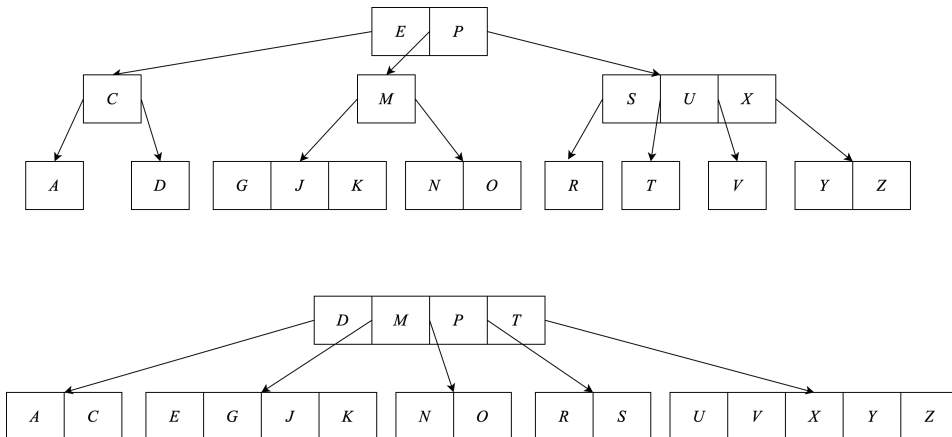 E P
C M S U X
A D G J K N O R T V Y Z
D M P T
A C E G J K N O R S U V X Y Z